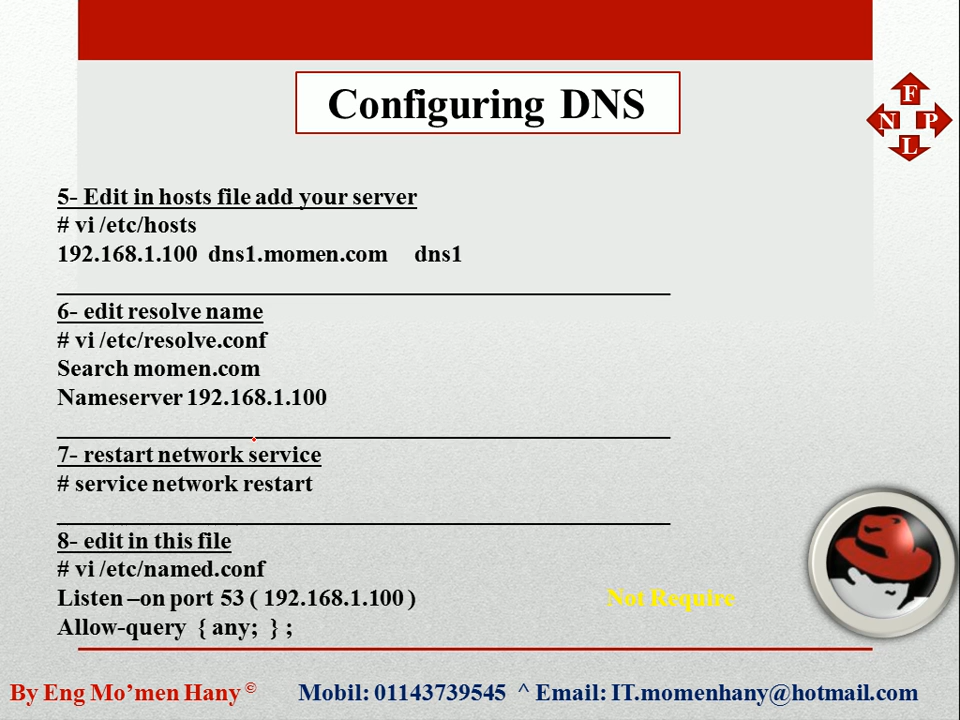 Configuring DNS
F
N P
L
5- Edit in hosts file add your server
# vi /etc/hosts
192.168.1.100 dns1.momen.com dns1
6- edit resolve name
# vi /etc/resolve.conf
Search momen.com
Nameserver 192.168.1.100
7- restart network service
# service network restart
8- edit in this file
# vi /etc/named.conf
Listen –on port 53 ( 192.168.1.100 ) Not Require
Allow-query { any; } ;
By Eng Mo’men Hany © Mobil: 01143739545 ^ Email: IT.momenhany@hotmail.com